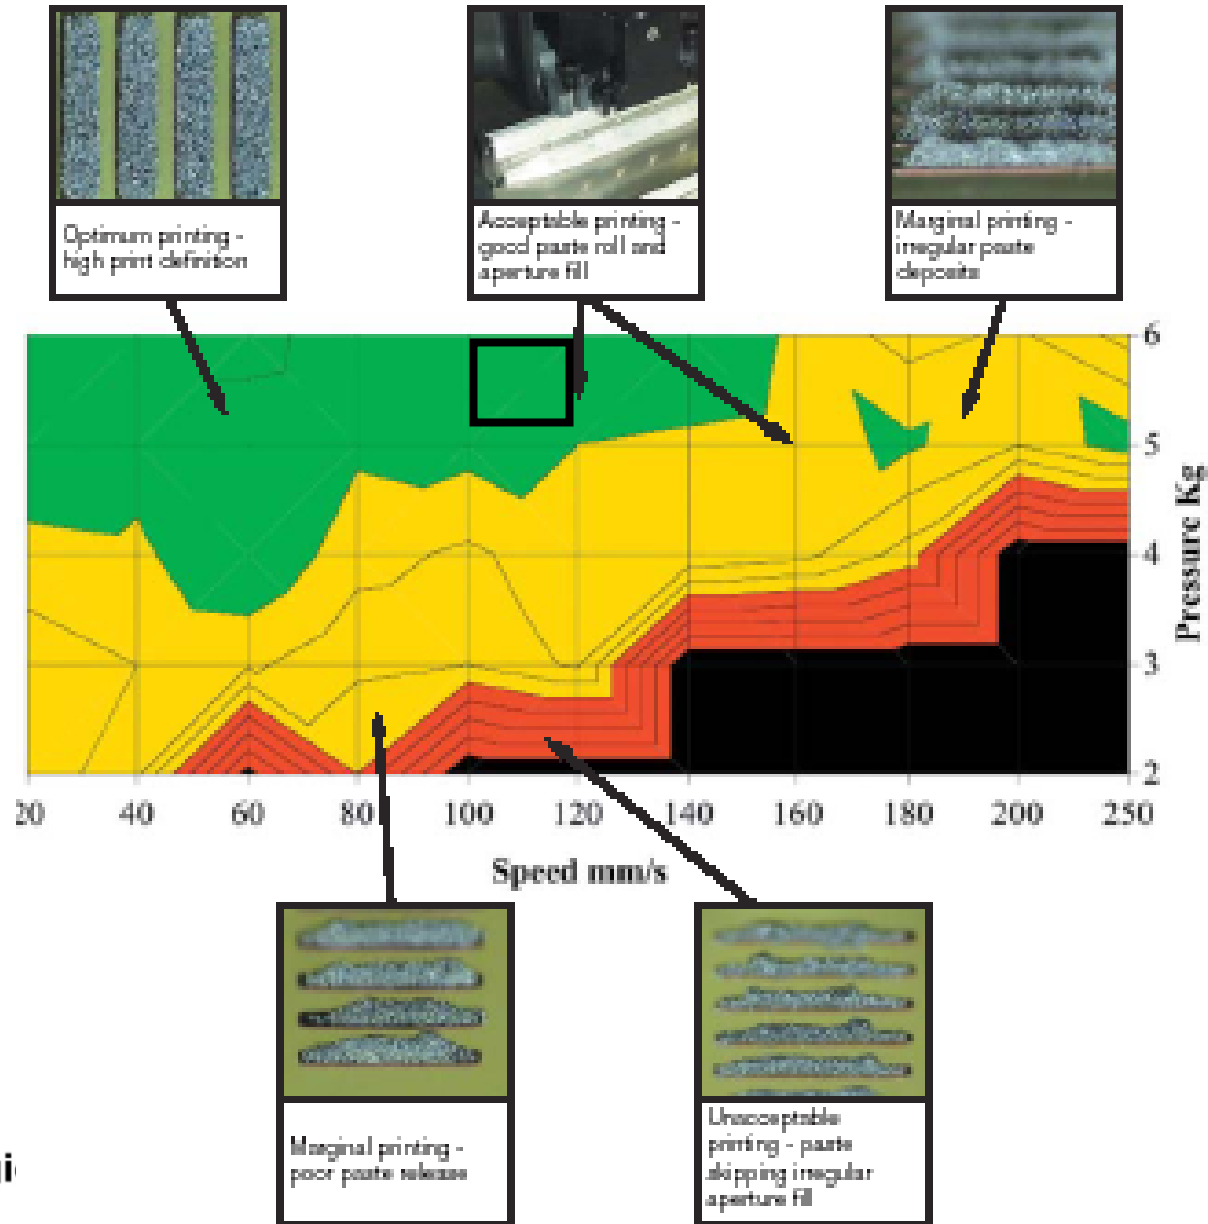 Optimum printing -
high print definition
Acceptable printing -
good paste roll and
aperture fill
Marginal printing -
irregular paste
deposits
6
5
4
3
2
Pressure Kg
20 40 60 80 100 120 140 160 180 200 250
Speed mm/s
Marginal printing -
poor paste release
Unacceptable
printing - paste
skipping irregular
aperture fill